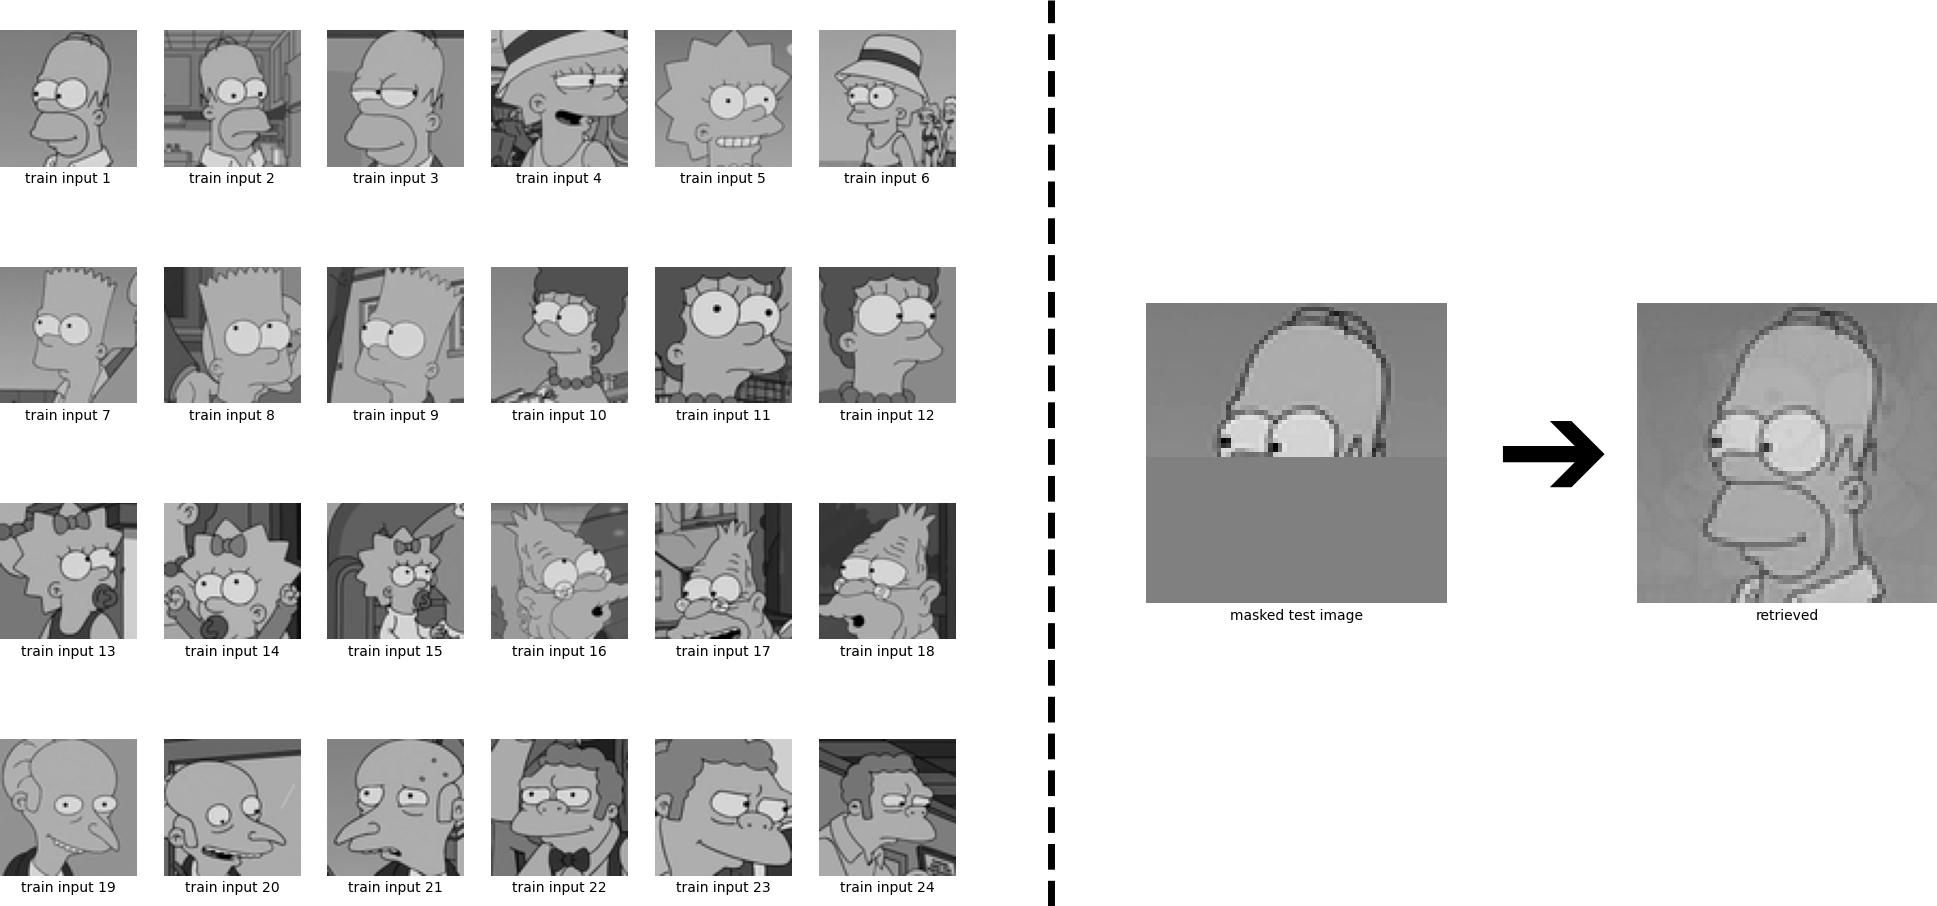 train input 1
train input 2
train input 3
train input 4
train input 5
train input 6
train input 7
train input 8
train input 9
train input 10
train input 11
train input 12
train input 13
train input 14
train input 15
train input 16
train input 17
train input 18
train input 19
train input 20
train input 21
train input 22
train input 23
train input 24
masked test image
retrieved